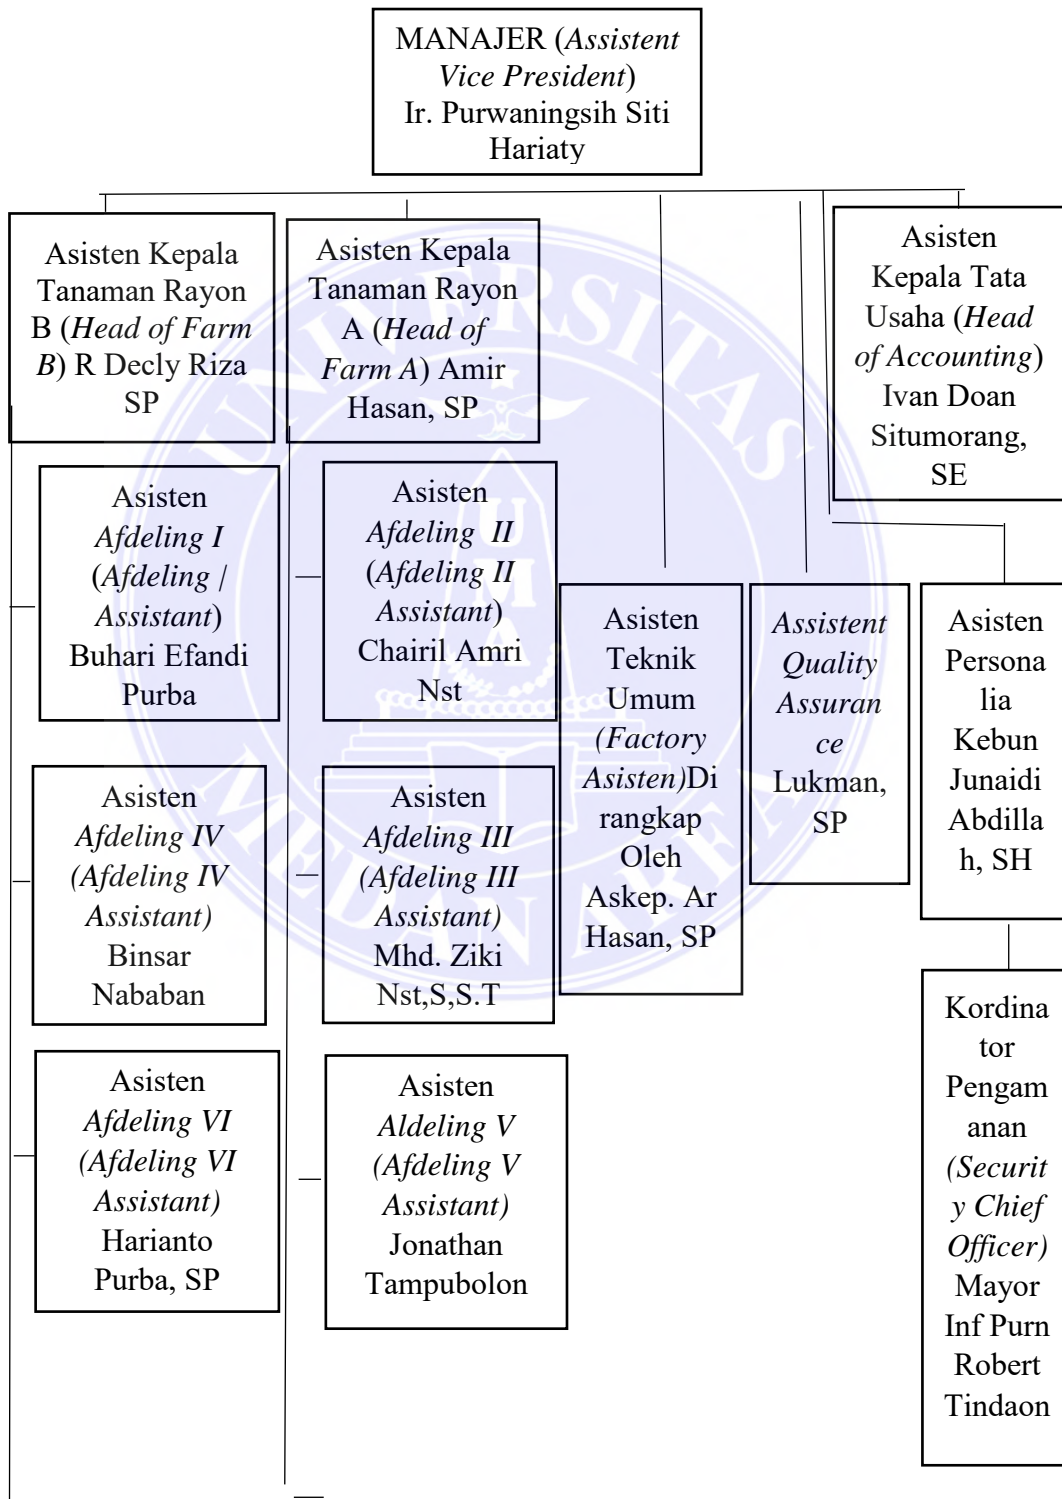 MANAJER (Assistent
Vice President)
Ir. Purwaningsih Siti
Hariaty
Asisten Kepala
Tanaman Rayon
B (Head of Farm
B) R Decly Riza
SP
Asisten Kepala
Tanaman Rayon
A (Head of
Farm A) Amir
Hasan, SP
Asisten
Kepala Tata
Usaha (Head
of Accounting)
Ivan Doan
Situmorang,
SE
Asisten
Afdeling I
(Afdeling /
Assistant)
Buhari Efandi
Purba
Asisten
Afdeling II
(Afdeling II
Assistant)
Chairil Amri
Nst
Asisten
Teknik
Umum
(Factory
Asisten)Di
rangkap
Oleh
Askep. Ar
Hasan, SP
Assistent
Quality
Assuran
ce
Lukman,
SP
Asisten
Persona
lia
Kebun
Junaidi
Abdilla
h, SH
Asisten
Afdeling IV
(Afdeling IV
Assistant)
Binsar
Nababan
Asisten
Afdeling III
(Afdeling III
Assistant)
Mhd. Ziki
Nst,S,S.T
Kordina
tor
Pengam
anan
(Securit
y Chief
Officer)
Mayor
Inf Purn
Robert
Tindaon
Asisten
Afdeling VI
(Afdeling VI
Assistant)
Harianto
Purba, SP
Asisten
Aldeling V
(Afdeling V
Assistant)
Jonathan
Tampubolon
UNIVERSITAS
MEDAN AREA
UMA